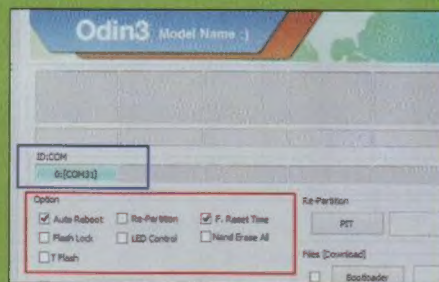 Odin3 Model Name :)
ID:COM
0:[COM31]
Option
Auto Reboot
Re-Partition
F. Reset Time
Flash Lock
LED Control
Nand Erase All
T Flash
Re-Partition
PIT
Files [Download]
Bootloader